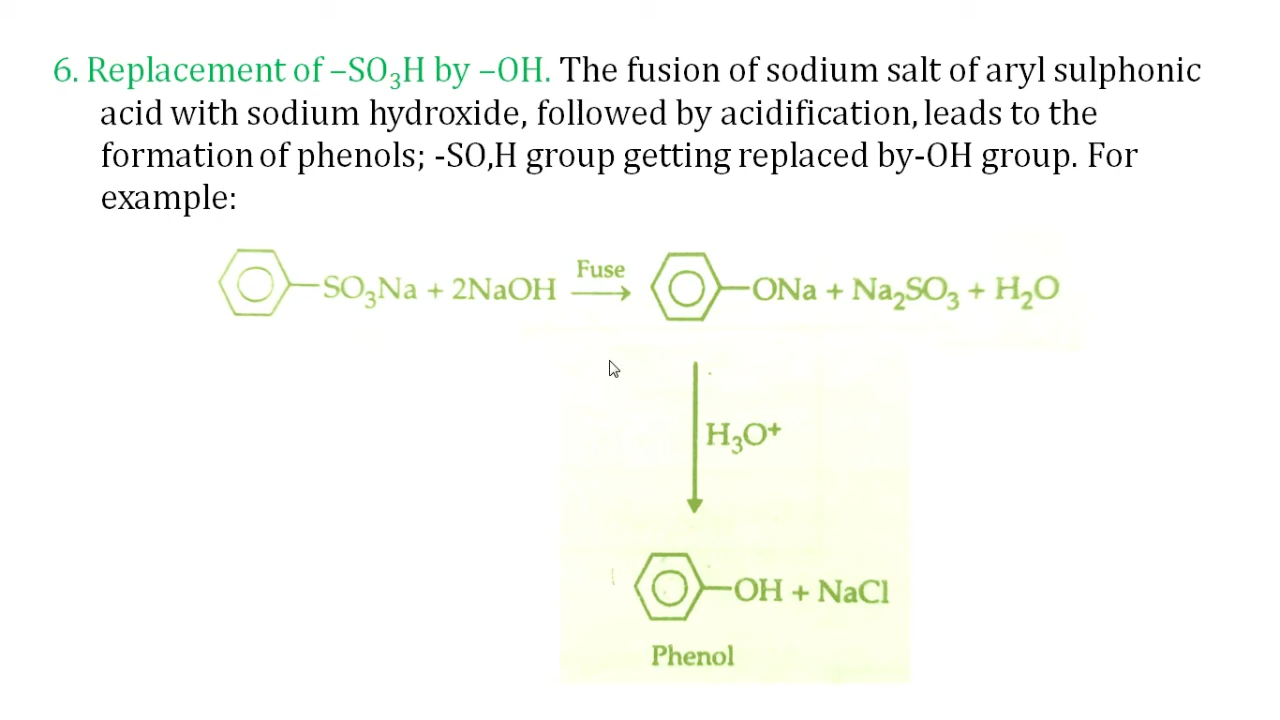 6. Replacement of –SO₃H by –OH. The fusion of sodium salt of aryl sulphonic
acid with sodium hydroxide, followed by acidification, leads to the
formation of phenols; -SO,H group getting replaced by-OH group. For
example:
Fuse
–SO₃Na + 2NaOH ⟶ –ONa + Na₂SO₃ + H₂O
H₃O⁺
–OH + NaCl
Phenol